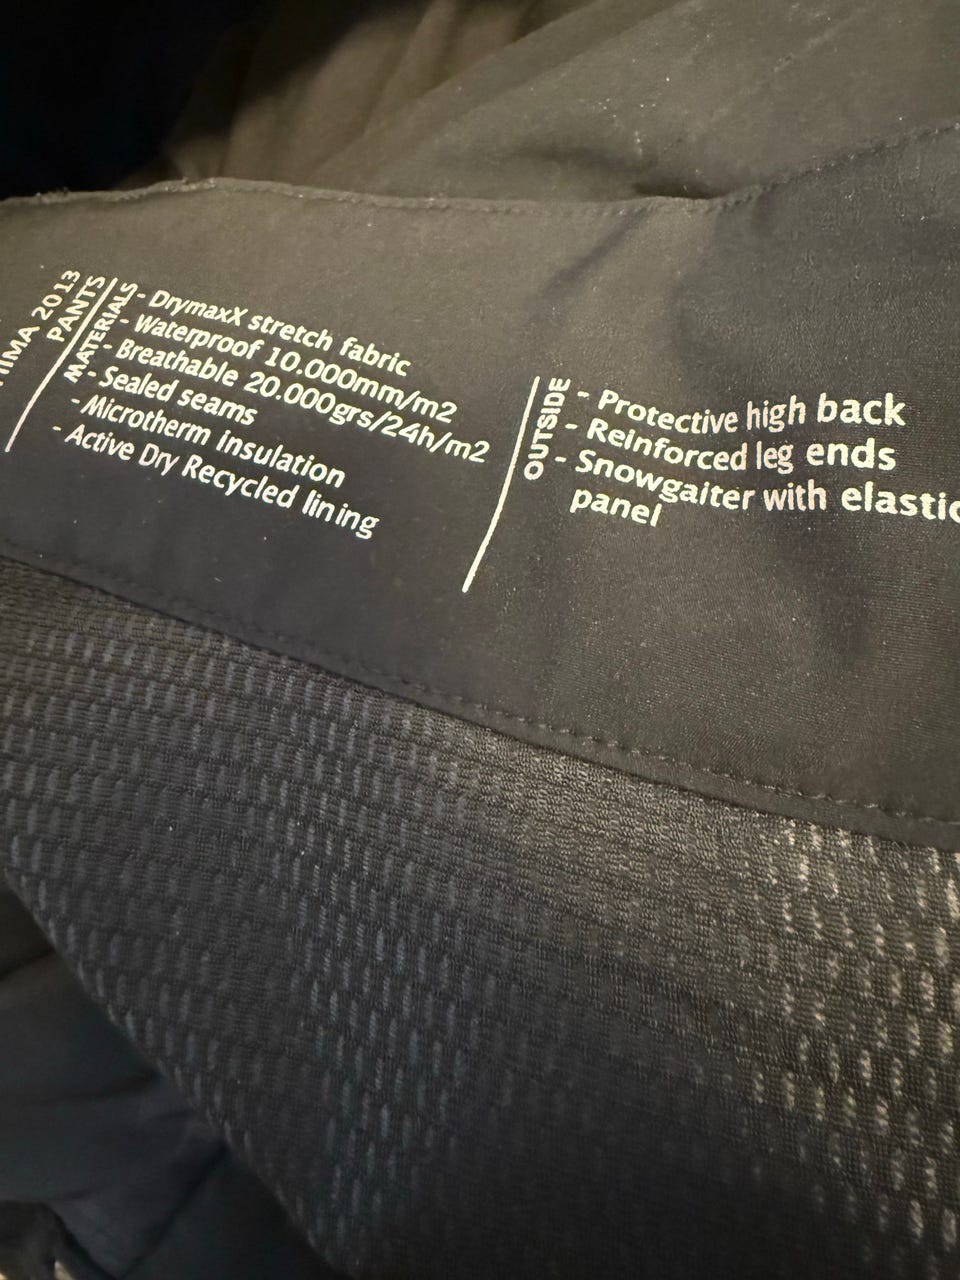 2013
PANTS
MATERIALS
- DrymaxX stretch fabric
- Waterproof 10.000mm/m2
- Breathable 20.000grs/24h/m2
- Sealed seams
- Microtherm insulation
- Active Dry Recycled lining
OUTSIDE
- Protective high back
- Reinforced leg ends
- Snowgaiter with elastic
panel